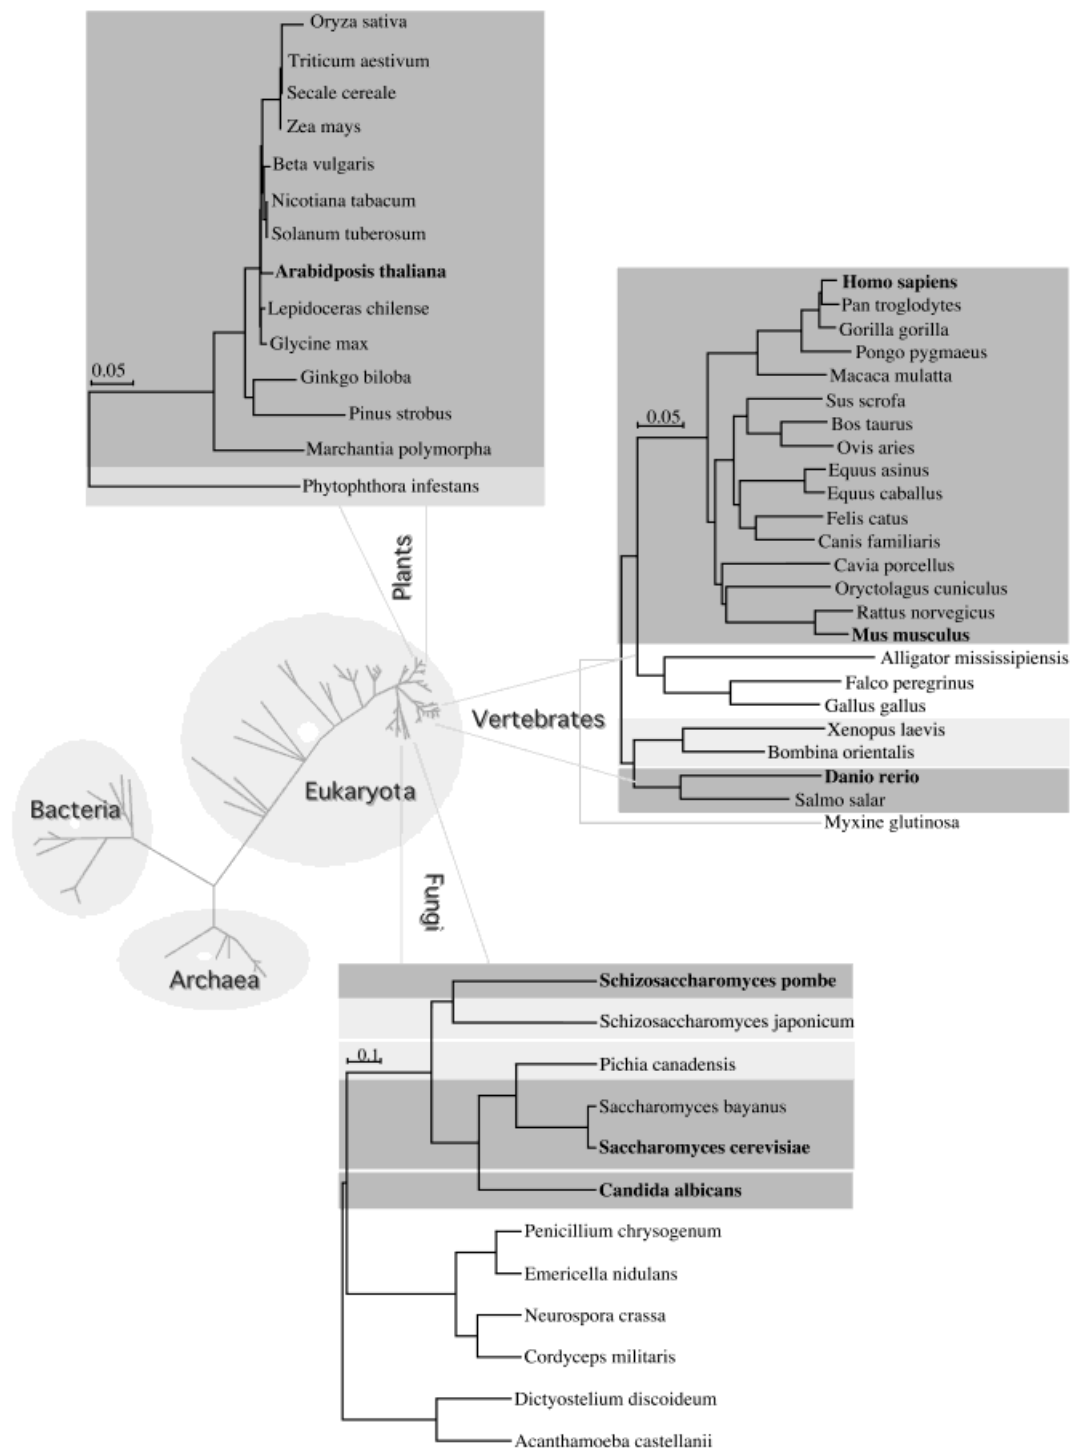 Oryza sativa
Triticum aestivum
Secale cereale
Zea mays
Beta vulgaris
Nicotiana tabacum
Solanum tuberosum
Arabidposis thaliana
Lepidoceras chilense
Glycine max
0.05
Ginkgo biloba
Pinus strobus
Marchantia polymorpha
Phytophthora infestans
Plants
Homo sapiens
Pan troglodytes
Gorilla gorilla
Pongo pygmaeus
Macaca mulatta
Sus scrofa
0.05
Bos taurus
Ovis aries
Equus asinus
Equus caballus
Felis catus
Canis familiaris
Cavia porcellus
Oryctolagus cuniculus
Rattus norvegicus
Mus musculus
Alligator mississipiensis
Falco peregrinus
Gallus gallus
Vertebrates
Xenopus laevis
Bombina orientalis
Danio rerio
Salmo salar
Myxine glutinosa
Eukaryota
Bacteria
Archaea
Fungi
Schizosaccharomyces pombe
Schizosaccharomyces japonicum
0.1
Pichia canadensis
Saccharomyces bayanus
Saccharomyces cerevisiae
Candida albicans
Penicillium chrysogenum
Emericella nidulans
Neurospora crassa
Cordyceps militaris
Dictyostelium discoideum
Acanthamoeba castellanii